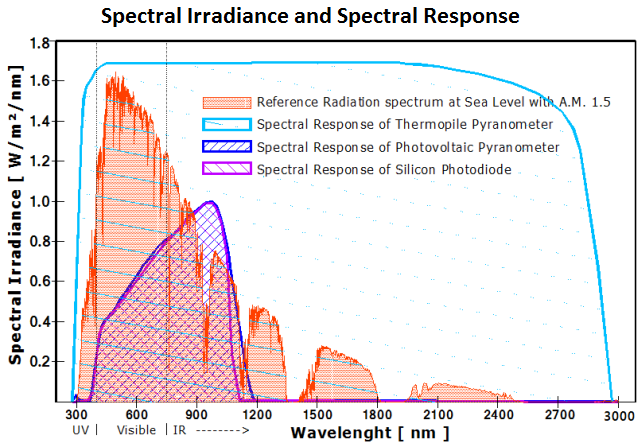 Spectral Irradiance and Spectral Response
Spectral Irradiance [ W/m²/nm]
1.8
1.6
1.4
1.2
1.0
0.8
0.6
0.4
0.2
Reference Radiation spectrum at Sea Level with A.M. 1.5
Spectral Response of Thermopile Pyranometer
Spectral Response of Photovoltaic Pyranometer
Spectral Response of Silicon Photodiode
300 600 900 1200 1500 1800 2100 2400 2700 3000
UV | Visible | IR -------->
Wavelenght [ nm ]